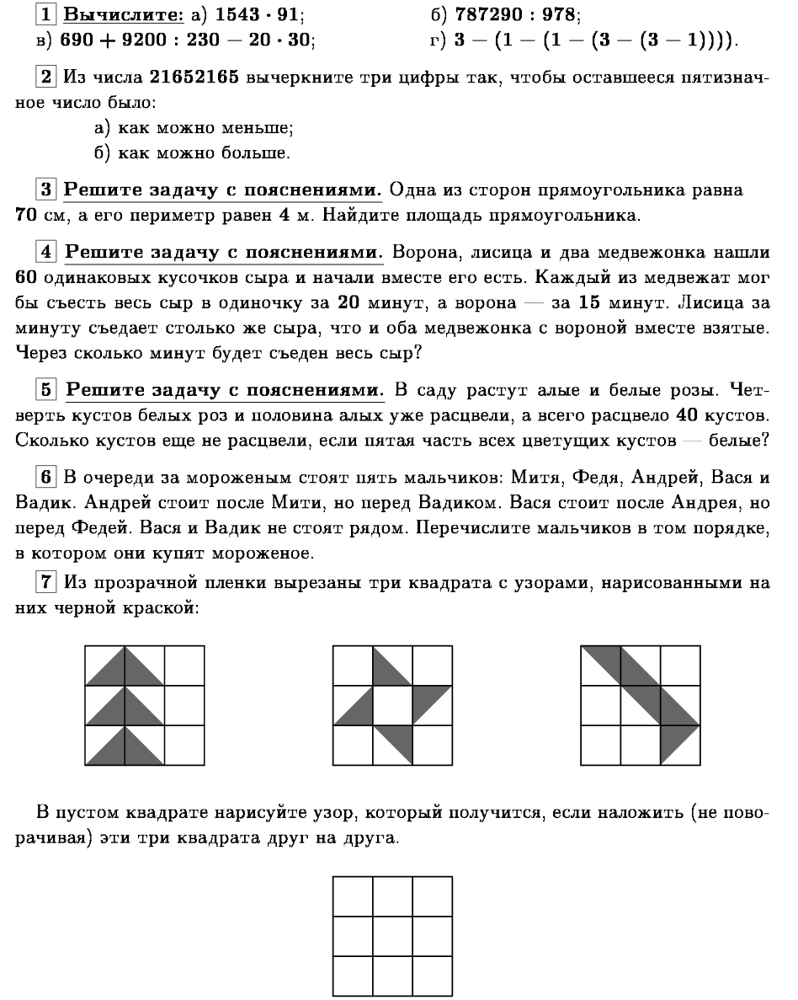 1 Вычислите: а) 1543 · 91; б) 787290 : 978;
в) 690 + 9200 : 230 − 20 · 30; г) 3 − (1 − (1 − (3 − (3 − 1)))).
2 Из числа 21652165 вычеркните три цифры так, чтобы оставшееся пятизнач-
ное число было:
а) как можно меньше;
б) как можно больше.
3 Решите задачу с пояснениями. Одна из сторон прямоугольника равна
70 см, а его периметр равен 4 м. Найдите площадь прямоугольника.
4 Решите задачу с пояснениями. Ворона, лисица и два медвежонка нашли
60 одинаковых кусочков сыра и начали вместе его есть. Каждый из медвежат мог
бы съесть весь сыр в одиночку за 20 минут, а ворона — за 15 минут. Лисица за
минуту съедает столько же сыра, что и оба медвежонка с вороной вместе взятые.
Через сколько минут будет съеден весь сыр?
5 Решите задачу с пояснениями. В саду растут алые и белые розы. Чет-
верть кустов белых роз и половина алых уже расцвели, а всего расцвело 40 кустов.
Сколько кустов еще не расцвели, если пятая часть всех цветущих кустов — белые?
6 В очереди за мороженым стоят пять мальчиков: Митя, Федя, Андрей, Вася и
Вадик. Андрей стоит после Мити, но перед Вадиком. Вася стоит после Андрея, но
перед Федей. Вася и Вадик не стоят рядом. Перечислите мальчиков в том порядке,
в котором они купят мороженое.
7 Из прозрачной пленки вырезаны три квадрата с узорами, нарисованными на
них черной краской:
В пустом квадрате нарисуйте узор, который получится, если наложить (не пово-
рачивая) эти три квадрата друг на друга.